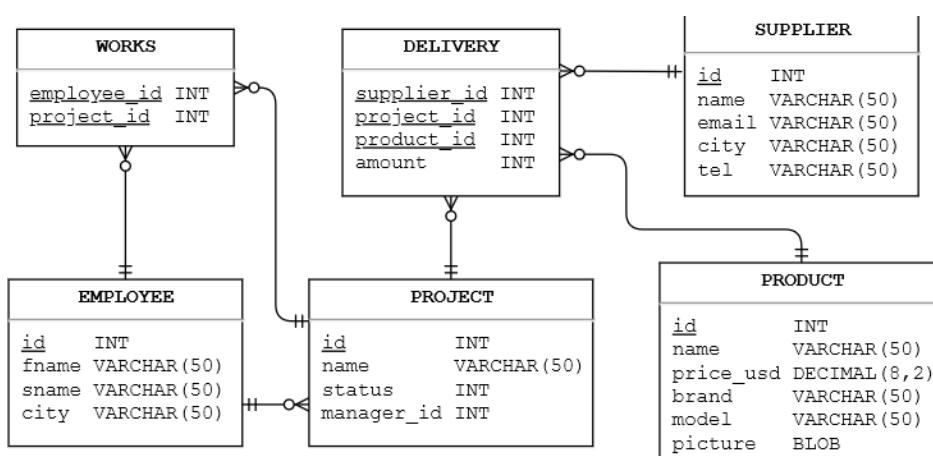 WORKS
employee_id INT
project_id INT
DELIVERY
supplier_id INT
project_id INT
product_id INT
amount INT
SUPPLIER
id INT
name VARCHAR(50)
email VARCHAR(50)
city VARCHAR(50)
tel VARCHAR(50)
EMPLOYEE
id INT
fname VARCHAR(50)
sname VARCHAR(50)
city VARCHAR(50)
PROJECT
id INT
name VARCHAR(50)
status INT
manager_id INT
PRODUCT
id INT
name VARCHAR(50)
price_usd DECIMAL(8,2)
brand VARCHAR(50)
model VARCHAR(50)
picture BLOB